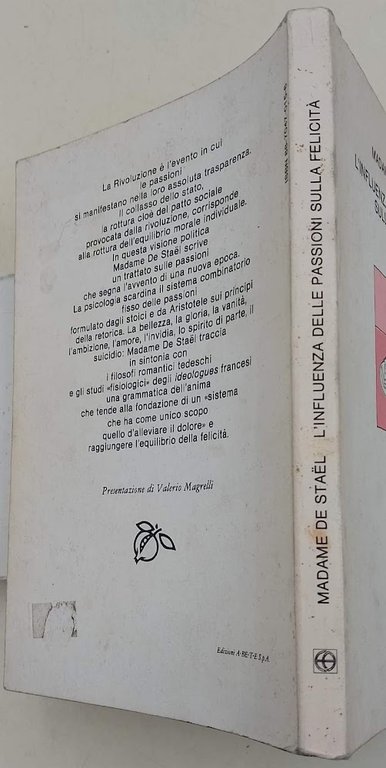 La Rivoluzione è l'evento in cui
le passioni
si manifestano nella loro assoluta trasparenza.
Il collasso dello stato,
la rottura cioè del patto sociale
provocata dalla rivoluzione, corrisponde
alla rottura dell'equilibrio morale individuale.
In questa visione politica
Madame De Staël scrive
un trattato sulle passioni
che segna l'avvento di una nuova epoca.
La psicologia scardina il sistema combinatorio
fisso delle passioni
formulato dagli stoici e da Aristotele sui principi
della retorica. La bellezza, la gloria, la vanità, il
l'ambizione, l'amore, l'invidia, lo spirito di parte, il
suicidio: Madame De Staël traccia
in sintonia con
i filosofi romantici tedeschi
e gli studi «fisiologici» degli ideologues francesi
una grammatica dell'anima
che tende alla fondazione di un «sistema
che ha come unico scopo
quello d'alleviare il dolore» e
raggiungere l'equilibrio della felicità.
Presentazione di Valerio Magrelli
Edizioni A·BE/T·E S.p.A.
MADAME DE STAËL L'INFLUENZA DELLE PASSIONI SULLA FELICITÀ
MADAM
L'INFLUENZA